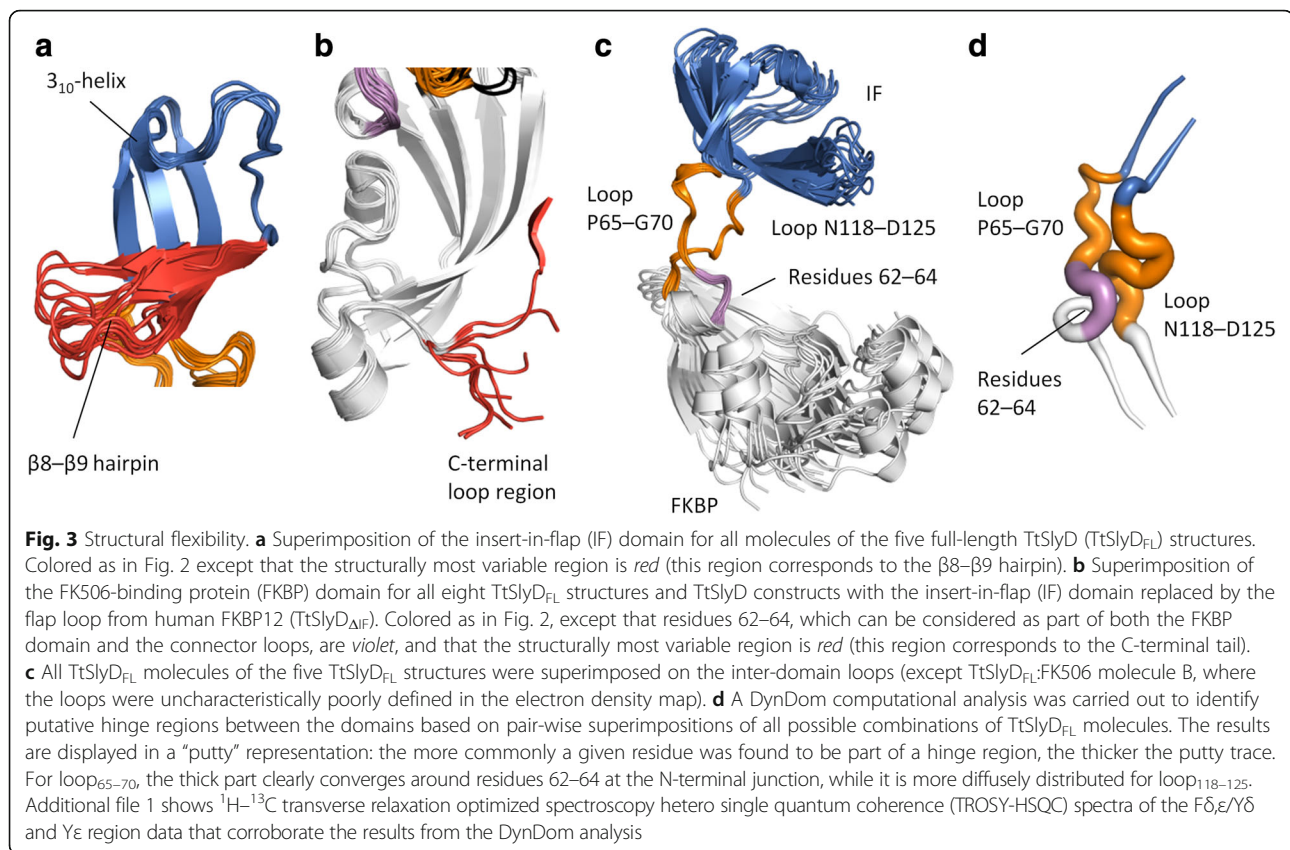 a
b
c
d
3₁₀-helix
β8–β9 hairpin
C-terminal
loop region
IF
Loop
P65–G70
Loop N118–D125
Residues 62–64
FKBP
Loop
P65–G70
Loop
N118–D125
Residues
62–64
Fig. 3 Structural flexibility. a Superimposition of the insert-in-flap (IF) domain for all molecules of the five full-length TtSlyD (TtSlyD_FL) structures.
Colored as in Fig. 2 except that the structurally most variable region is red (this region corresponds to the β8–β9 hairpin). b Superimposition of
the FK506-binding protein (FKBP) domain for all eight TtSlyD_FL structures and TtSlyD constructs with the insert-in-flap (IF) domain replaced by the
flap loop from human FKBP12 (TtSlyD_ΔIF). Colored as in Fig. 2, except that residues 62–64, which can be considered as part of both the FKBP
domain and the connector loops, are violet, and that the structurally most variable region is red (this region corresponds to the C-terminal tail).
c All TtSlyD_FL molecules of the five TtSlyD_FL structures were superimposed on the inter-domain loops (except TtSlyD_FL:FK506 molecule B, where
the loops were uncharacteristically poorly defined in the electron density map). d A DynDom computational analysis was carried out to identify
putative hinge regions between the domains based on pair-wise superimpositions of all possible combinations of TtSlyD_FL molecules. The results
are displayed in a “putty” representation: the more commonly a given residue was found to be part of a hinge region, the thicker the putty trace.
For loop₆₅₋₇₀, the thick part clearly converges around residues 62–64 at the N-terminal junction, while it is more diffusely distributed for loop₁₁₈₋₁₂₅.
Additional file 1 shows ¹H–¹³C transverse relaxation optimized spectroscopy hetero single quantum coherence (TROSY-HSQC) spectra of the Fδ,ε/Yδ
and Yε region data that corroborate the results from the DynDom analysis